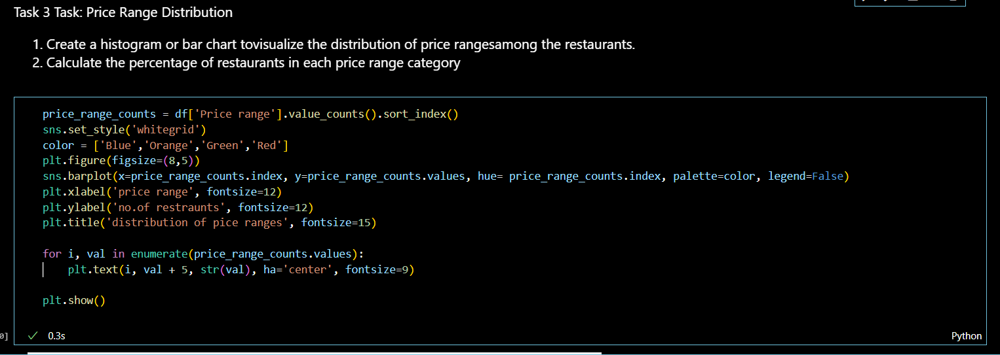 Task 3 Task: Price Range Distribution
1. Create a histogram or bar chart tovisualize the distribution of price rangesamong the restaurants.
2. Calculate the percentage of restaurants in each price range category
price_range_counts = df['Price range'].value_counts().sort_index()
sns.set_style('whitegrid')
color = ['Blue','Orange','Green','Red']
plt.figure(figsize=(8,5))
sns.barplot(x=price_range_counts.index, y=price_range_counts.values, hue= price_range_counts.index, palette=color, legend=False)
plt.xlabel('price range', fontsize=12)
plt.ylabel('no.of restraunts', fontsize=12)
plt.title('distribution of pice ranges', fontsize=15)
for i, val in enumerate(price_range_counts.values):
    plt.text(i, val + 5, str(val), ha='center', fontsize=9)
plt.show()
0]
0.3s
Python